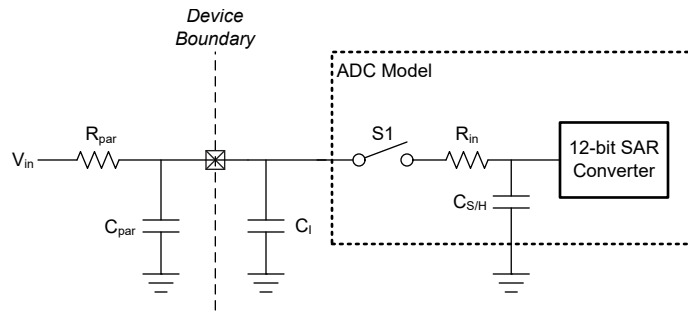 Device
Boundary
ADC Model
R_par
S1
R_in
V_in
12-bit SAR
Converter
C_par
C_I
C_S/H